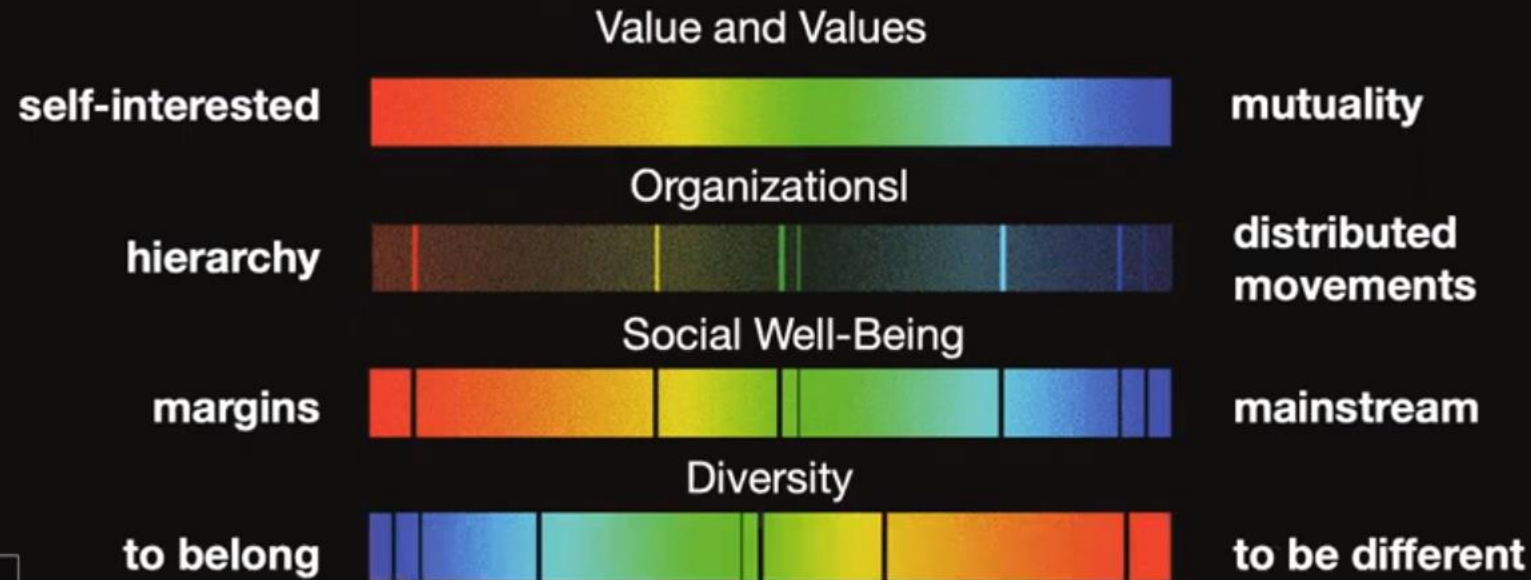 Value and Values
self-interested
mutuality
Organizationsl
hierarchy
distributed
movements
Social Well-Being
margins
mainstream
Diversity
to belong
to be different